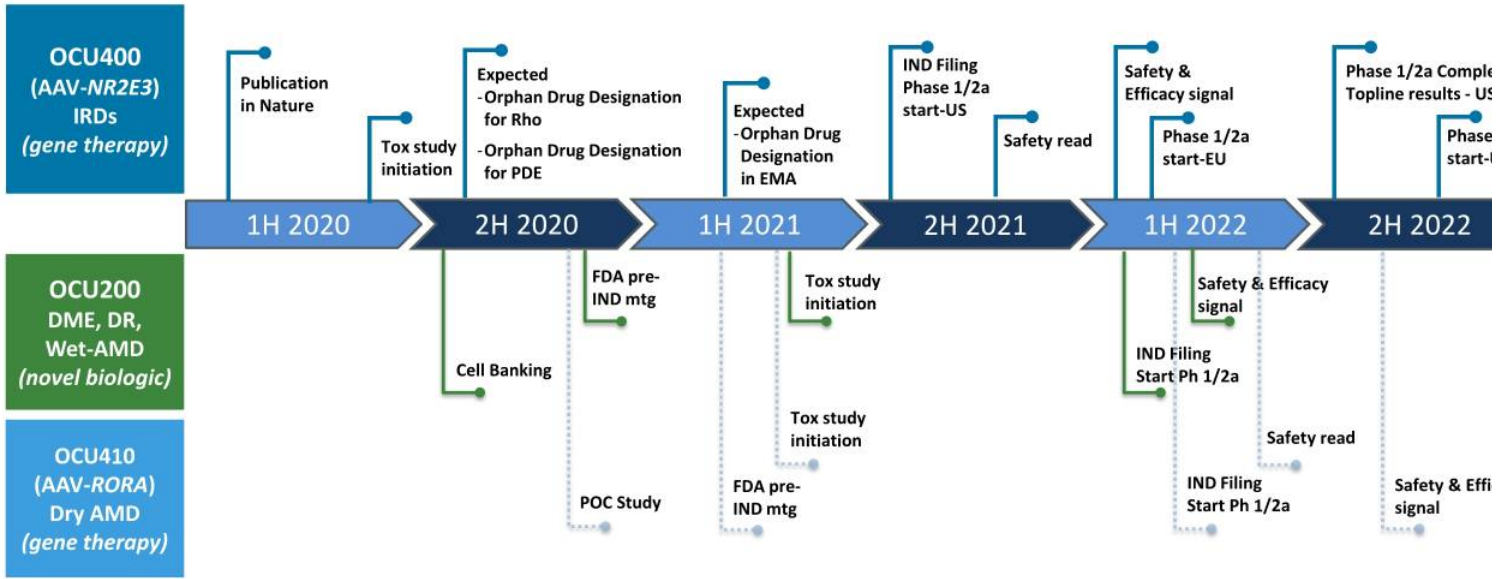 OCU400
(AAV-NR2E3)
IRDs
(gene therapy)
Publication
in Nature
Tox study
initiation
Expected
-Orphan Drug Designation
for Rho
-Orphan Drug Designation
for PDE
Expected
-Orphan Drug
Designation
in EMA
IND Filing
Phase 1/2a
start-US
Safety read
Safety &
Efficacy signal
Phase 1/2a
start-EU
Phase 1/2a
Topline results - US
Phase
1H 2020
2H 2020
1H 2021
2H 2021
1H 2022
2H 2022
OCU200
DME, DR,
Wet-AMD
(novel biologic)
Cell Banking
FDA pre-
IND mtg
Tox study
initiation
IND Filing
Start Ph 1/2a
Safety & Efficacy
signal
OCU410
(AAV-RORA)
Dry AMD
(gene therapy)
POC Study
FDA pre-
IND mtg
Tox study
initiation
IND Filing
Start Ph 1/2a
Safety read
Safety &
signal